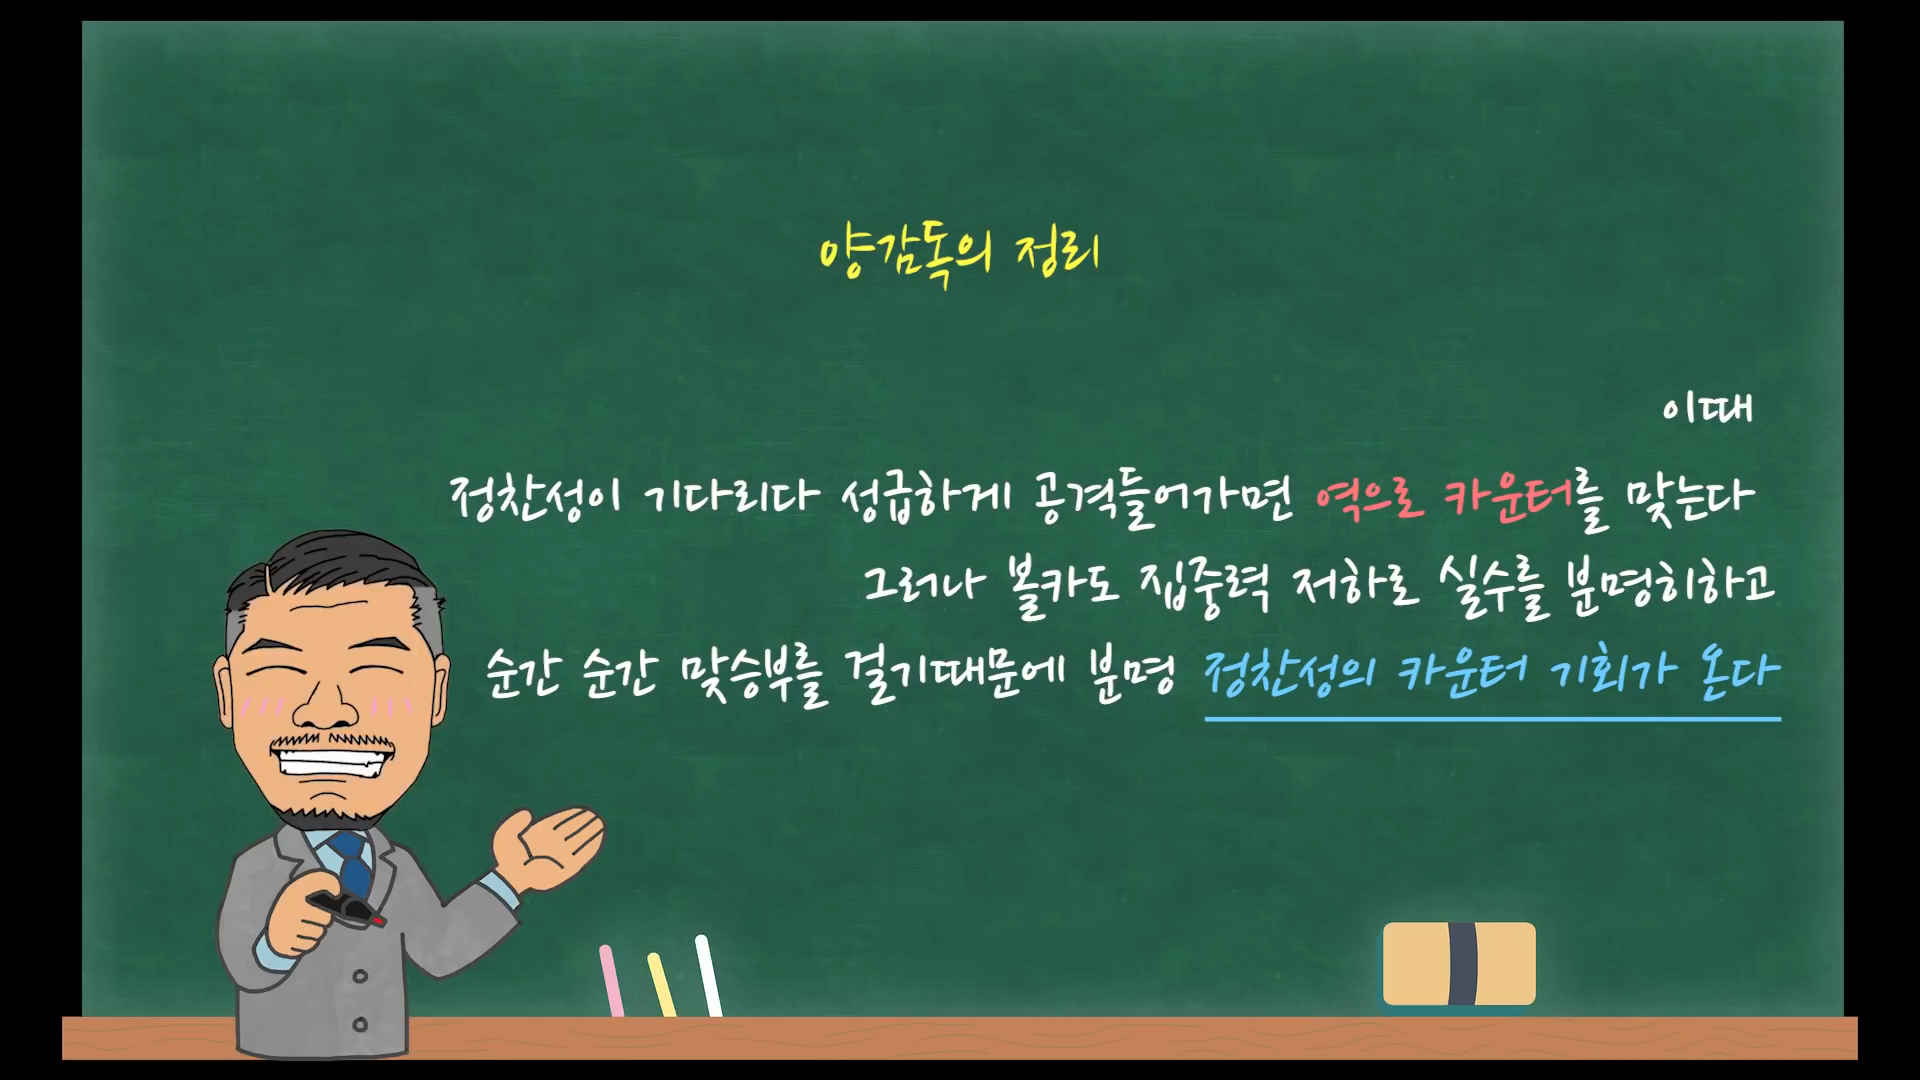 양감독의 정리
이때
정찬성이 기다리다 성급하게 공격들어가면 역으로 카운터를 맞는다
그러나 볼카도 집중력 저하로 실수를 분명히하고
순간 순간 맞승부를 걸기때문에 분명 정찬성의 카운터 기회가 온다